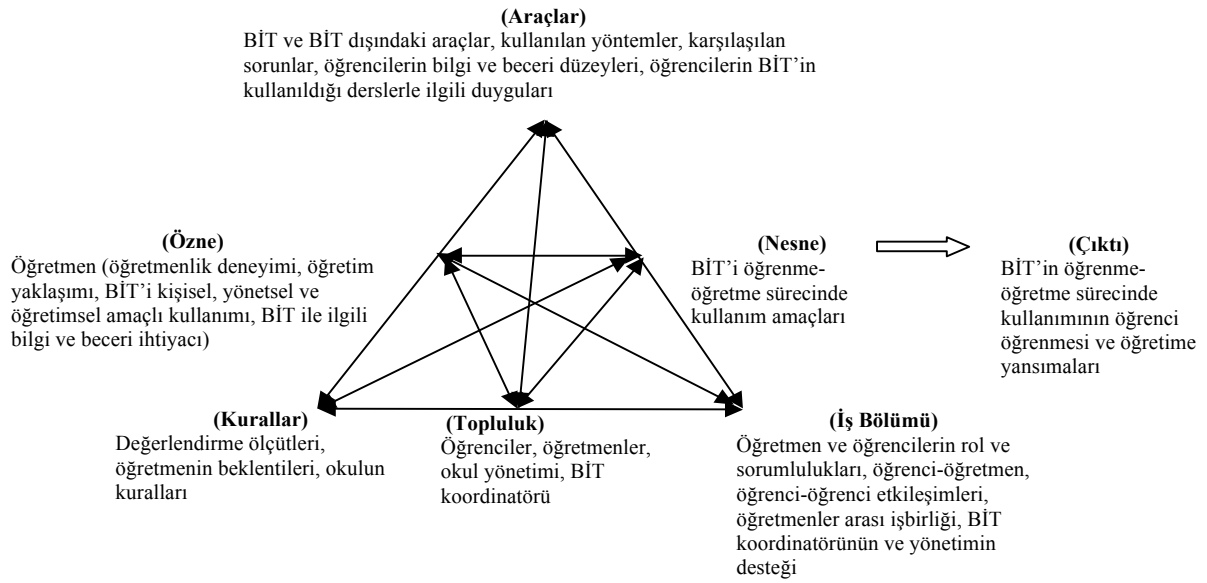 (Araçlar)
BİT ve BİT dışındaki araçlar, kullanılan yöntemler, karşılaşılan
sorunlar, öğrencilerin bilgi ve beceri düzeyleri, öğrencilerin BİT’in
kullanıldığı derslerle ilgili duyguları
(Özne)
Öğretmen (öğretmenlik deneyimi, öğretim
yaklaşımı, BİT’i kişisel, yönetsel ve
öğretimsel amaçlı kullanımı, BİT ile ilgili
bilgi ve beceri ihtiyacı)
(Nesne)
BİT’i öğrenme-
öğretme sürecinde
kullanım amaçları
(Çıktı)
BİT’in öğrenme-
öğretme sürecinde
kullanımının öğrenci
öğrenmesi ve öğretime
yansımaları
(Kurallar)
Değerlendirme ölçütleri,
öğretmenin beklentileri, okulun
kuralları
(Topluluk)
Öğrenciler, öğretmenler,
okul yönetimi, BİT
koordinatörü
(İş Bölümü)
Öğretmen ve öğrencilerin rol ve
sorumlulukları, öğrenci-öğretmen,
öğrenci-öğrenci etkileşimleri,
öğretmenler arası işbirliği, BİT
koordinatörünün ve yönetimin
desteği